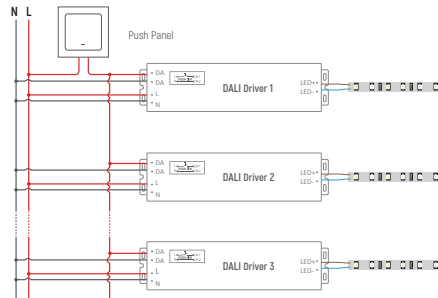 N L
Push Panel
DA
DA
L
N
DALI Driver 1
LED+
LED-
DA
DA
L
N
DALI Driver 2
LED+
LED-
DA
DA
L
N
DALI Driver 3
LED+
LED-